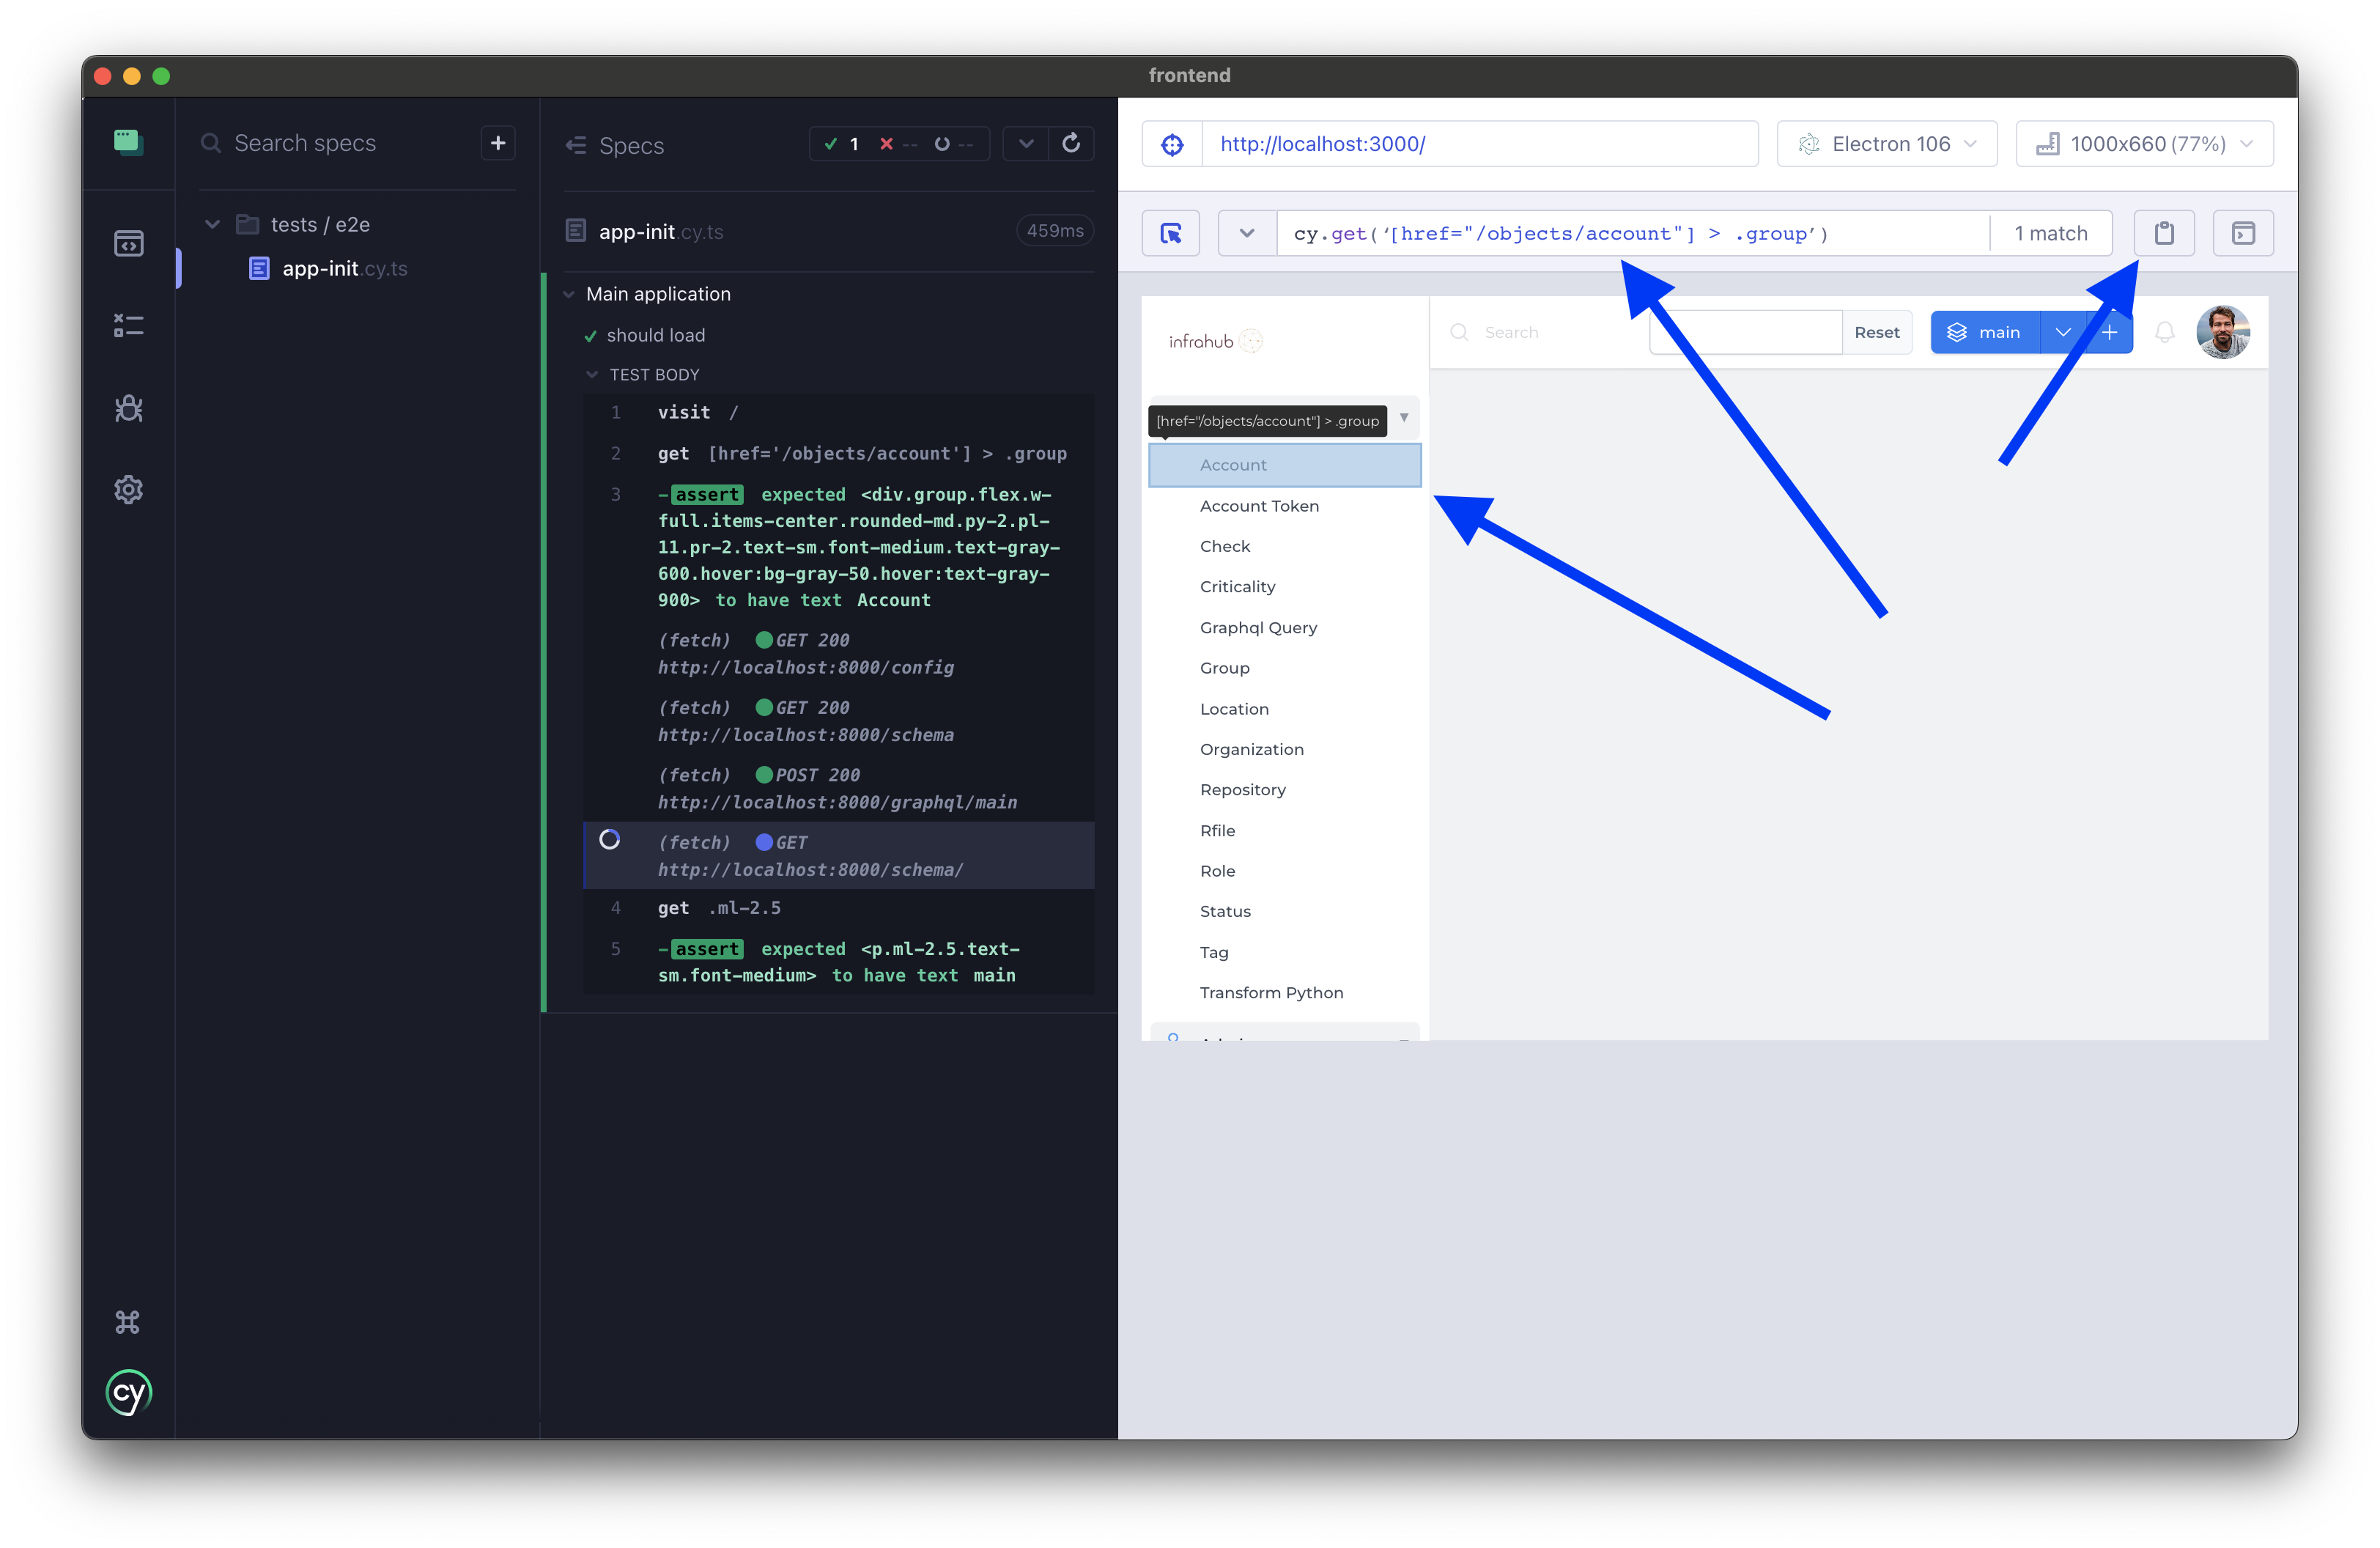 frontend
Search specs
+
tests / e2e
app-init.cy.ts
cy
Specs
1 -- --
app-init.cy.ts
459ms
Main application
should load
TEST BODY
1 visit /
2 get [href='/objects/account'] > .group
3 -assert expected <div.group.flex.w-
full.items-center.rounded-md.py-2.pl-
11.pr-2.text-sm.font-medium.text-gray-
600.hover:bg-gray-50.hover:text-gray-
900> to have text Account
(fetch) GET 200
http://localhost:8000/config
(fetch) GET 200
http://localhost:8000/schema
(fetch) POST 200
http://localhost:8000/graphql/main
(fetch) GET
http://localhost:8000/schema/
4 get .ml-2.5
5 -assert expected <p.ml-2.5.text-
sm.font-medium> to have text main
http://localhost:3000/
Electron 106
1000x660 (77%)
cy.get(‘[href="/objects/account"] > .group’)
1 match
infrahub
Search
Reset
main
+
[href="/objects/account"] > .group
Account
Account Token
Check
Criticality
Graphql Query
Group
Location
Organization
Repository
Rfile
Role
Status
Tag
Transform Python